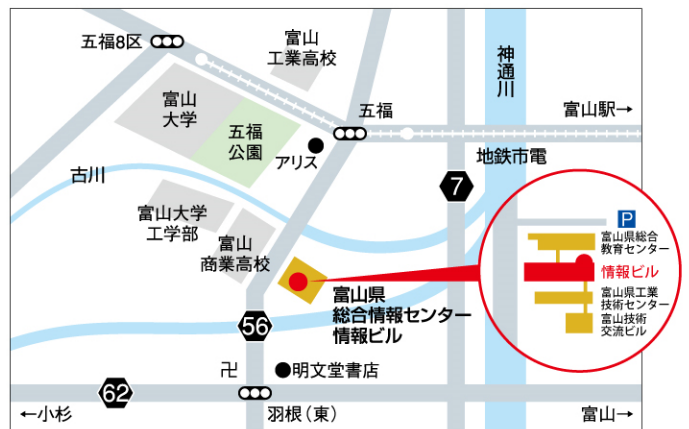 五福8区
富山
工業高校
神
通
川
富山
大学
五福
公園
五福
富山駅→
アリス
地鉄市電
古川
7
P
富山大学
工学部
富山
商業高校
富山県総合
教育センター
情報ビル
富山県工業
技術センター
富山技術
交流ビル
富山県
総合情報センター
情報ビル
56
卍
明文堂書店
62
←小杉
羽根(東)
富山→